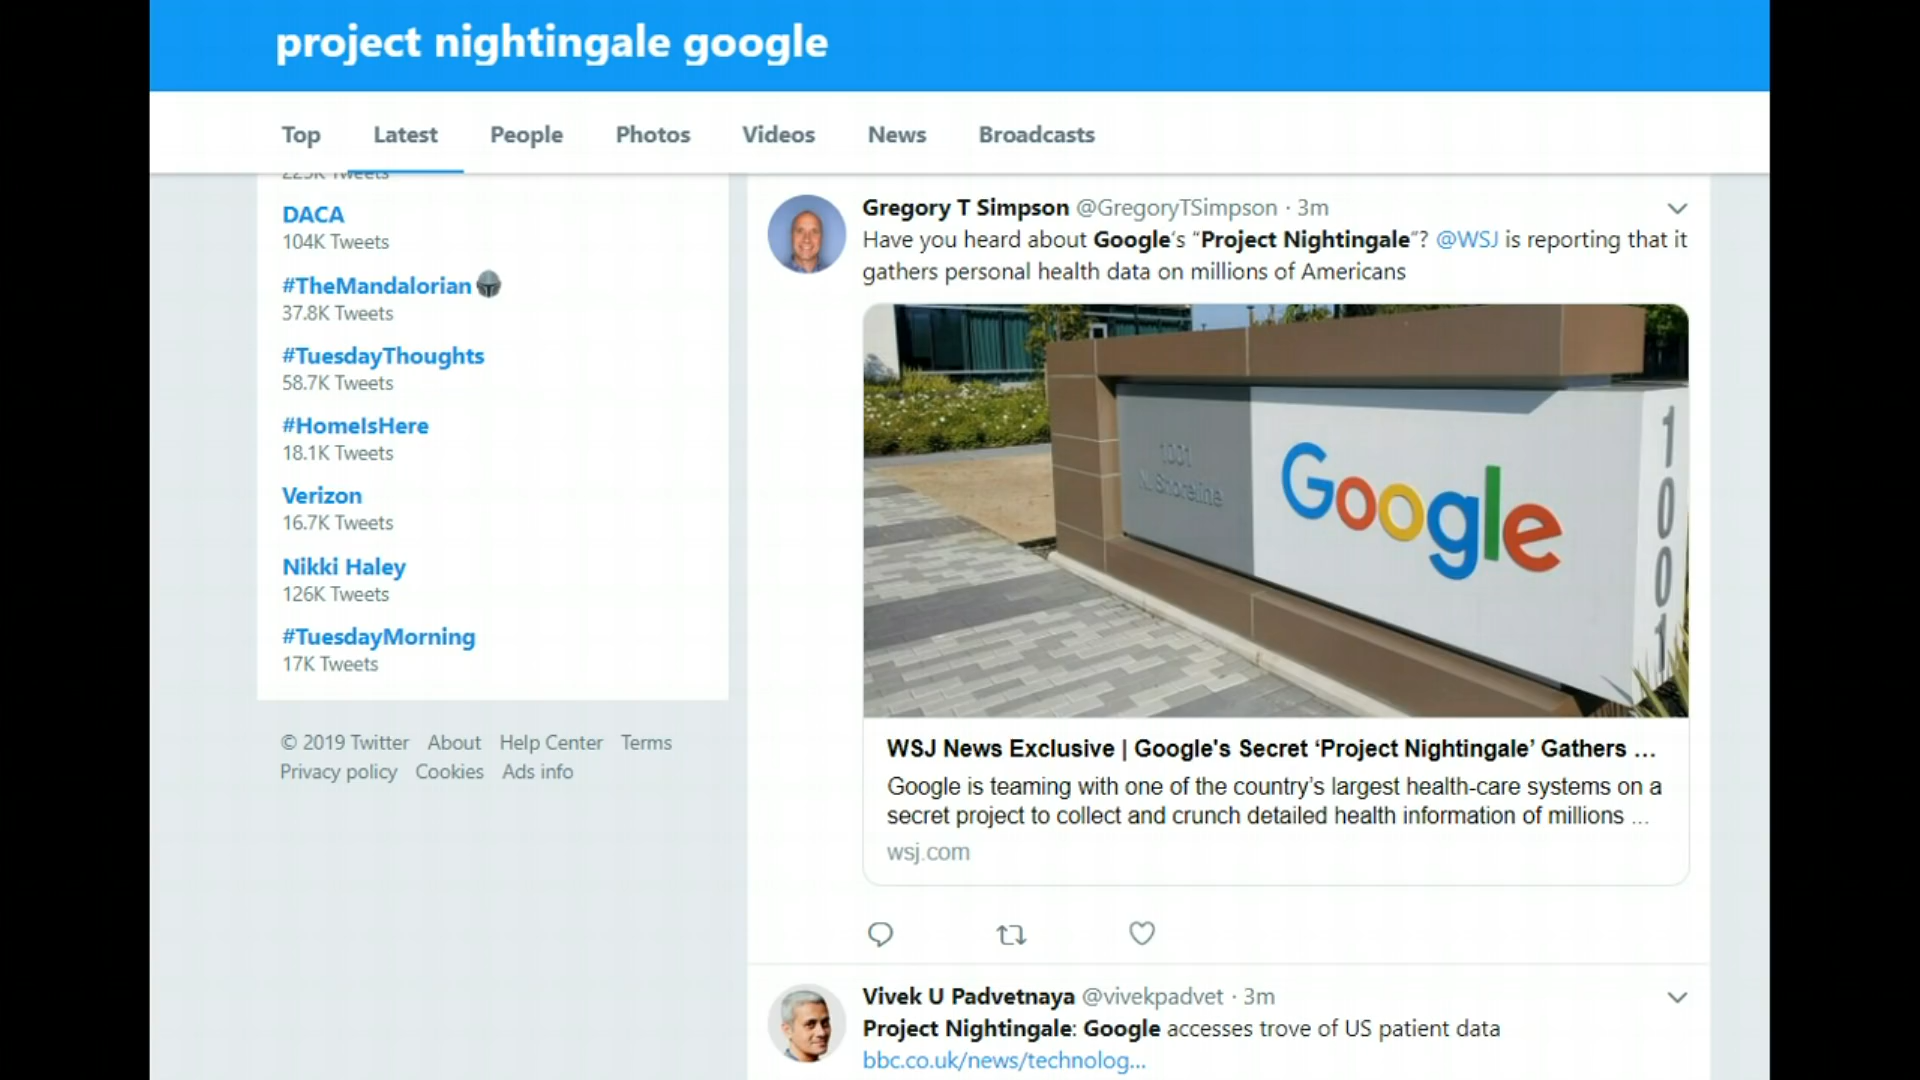 project nightingale google
Top Latest People Photos Videos News Broadcasts
225K Tweets
DACA
104K Tweets
#TheMandalorian
37.8K Tweets
#TuesdayThoughts
58.7K Tweets
#HomeIsHere
18.1K Tweets
Verizon
16.7K Tweets
Nikki Haley
126K Tweets
#TuesdayMorning
17K Tweets
© 2019 Twitter About Help Center Terms
Privacy policy Cookies Ads info
Gregory T Simpson @GregoryTSimpson · 3m
Have you heard about Google's “Project Nightingale”? @WSJ is reporting that it
gathers personal health data on millions of Americans
1001
N. Shoreline
Google
1001
WSJ News Exclusive | Google's Secret ‘Project Nightingale’ Gathers ...
Google is teaming with one of the country’s largest health-care systems on a
secret project to collect and crunch detailed health information of millions ...
wsj.com
Vivek U Padvetnaya @vivekpadvet · 3m
Project Nightingale: Google accesses trove of US patient data
bbc.co.uk/news/technolog...